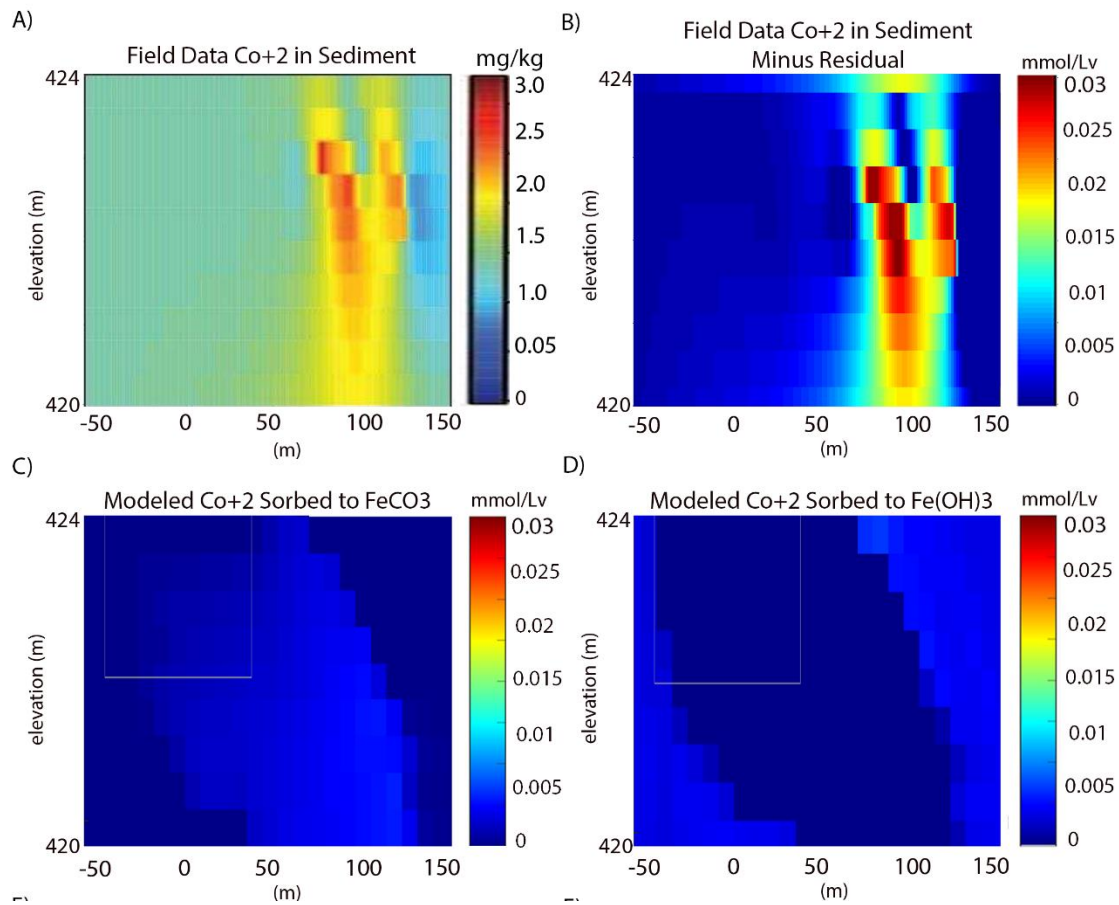 A)
Field Data Co+2 in Sediment
mg/kg
424
420
elevation (m)
-50 0 50 100 150
(m)
3.0
2.5
2.0
1.0
0.05
0
B)
Field Data Co+2 in Sediment
Minus Residual
mmol/Lv
424
420
elevation (m)
-50 0 50 100 150
(m)
0.03
0.025
0.02
0.015
0.01
0.005
0
C)
Modeled Co+2 Sorbed to FeCO3
mmol/Lv
424
420
elevation (m)
-50 0 50 100 150
(m)
0.03
0.025
0.02
0.015
0.01
0.005
0
D)
Modeled Co+2 Sorbed to Fe(OH)3
mmol/Lv
424
420
elevation (m)
-50 0 50 100 150
(m)
0.03
0.025
0.02
0.015
0.01
0.005
0